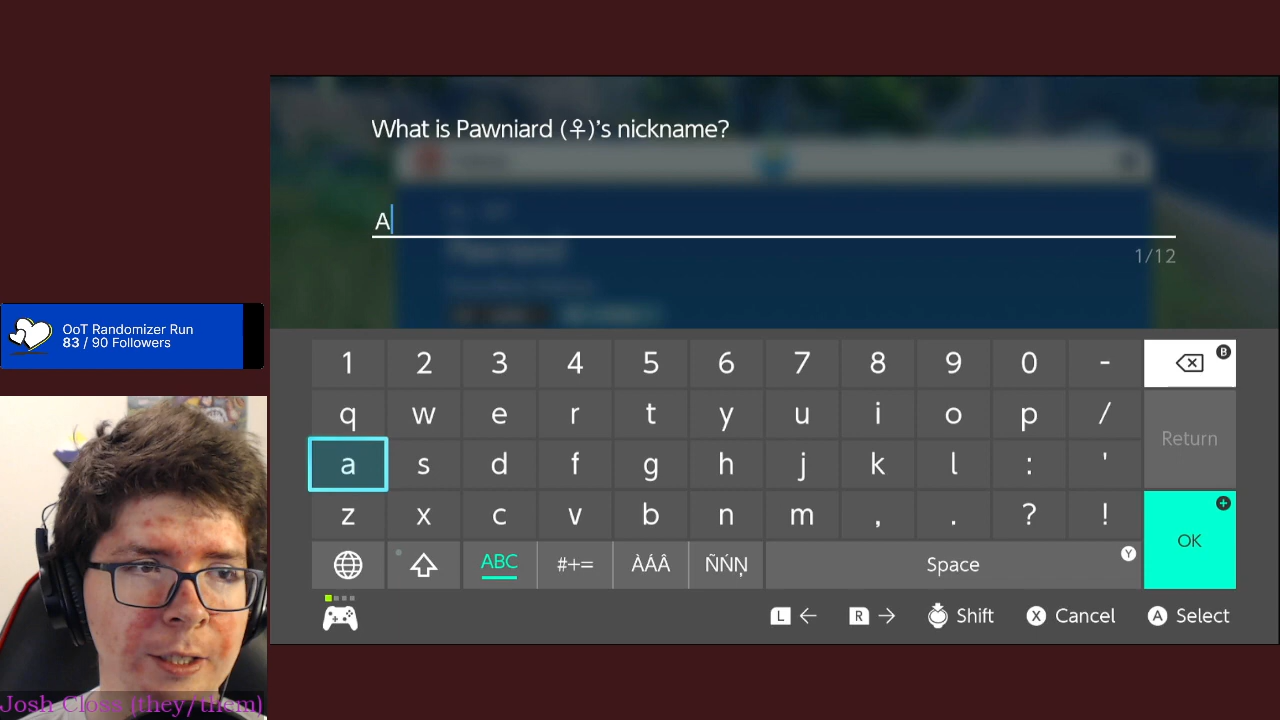 What is Pawniard (♀)'s nickname?
A
1/12
OoT Randomizer Run
83 / 90 Followers
1 2 3 4 5 6 7 8 9 0 - B
q w e r t y u i o p /
Return
a s d f g h j k l : '
z x c v b n m , . ? ! +
OK
ABC #+= ÀÁÂ ÑŃŅ Space Y
L ← R → Shift X Cancel A Select
Josh Closs (they/them)